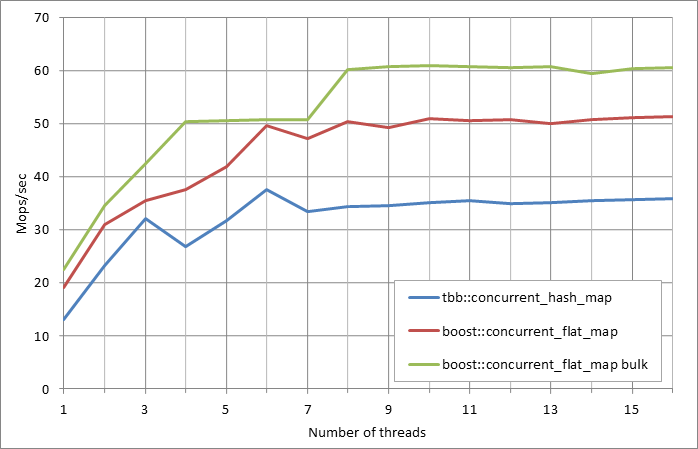 70
60
50
40
30
20
10
0
Mops/sec
tbb::concurrent_hash_map
boost::concurrent_flat_map
boost::concurrent_flat_map bulk
1 3 5 7 9 11 13 15
Number of threads